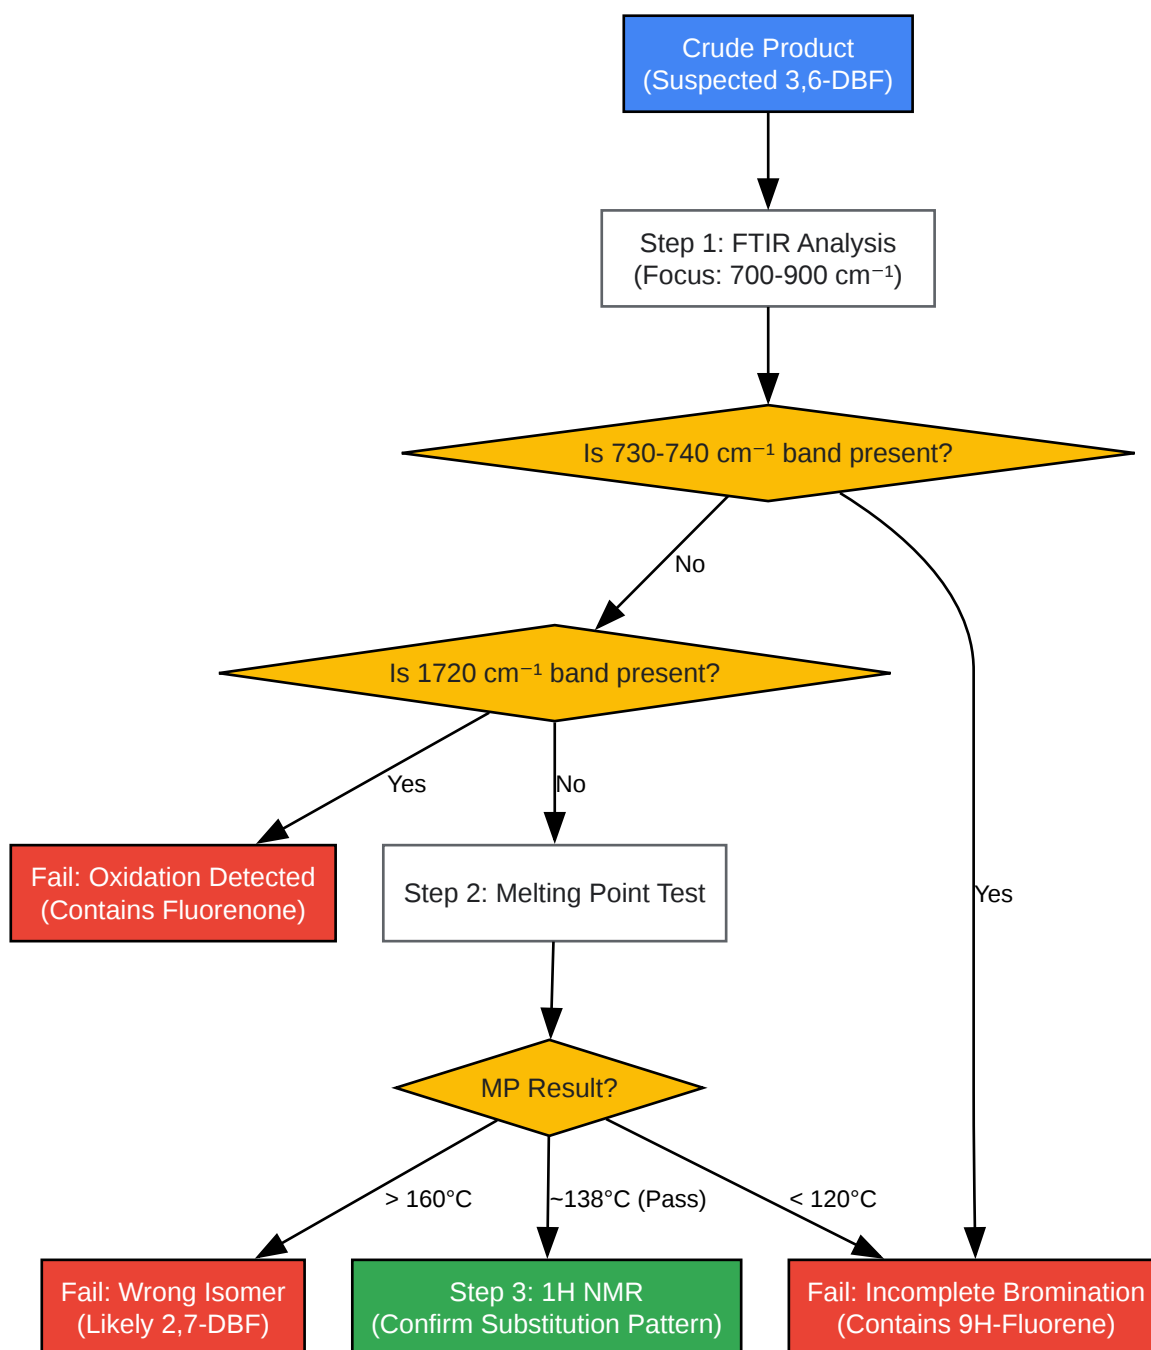 Crude Product
(Suspected 3,6-DBF)
Step 1: FTIR Analysis
(Focus: 700-900 cm⁻¹)
Is 730-740 cm⁻¹ band present?
No
Is 1720 cm⁻¹ band present?
Yes
No
Fail: Oxidation Detected
(Contains Fluorenone)
Step 2: Melting Point Test
Yes
MP Result?
> 160°C
~138°C (Pass)
< 120°C
Fail: Wrong Isomer
(Likely 2,7-DBF)
Step 3: 1H NMR
(Confirm Substitution Pattern)
Fail: Incomplete Bromination
(Contains 9H-Fluorene)